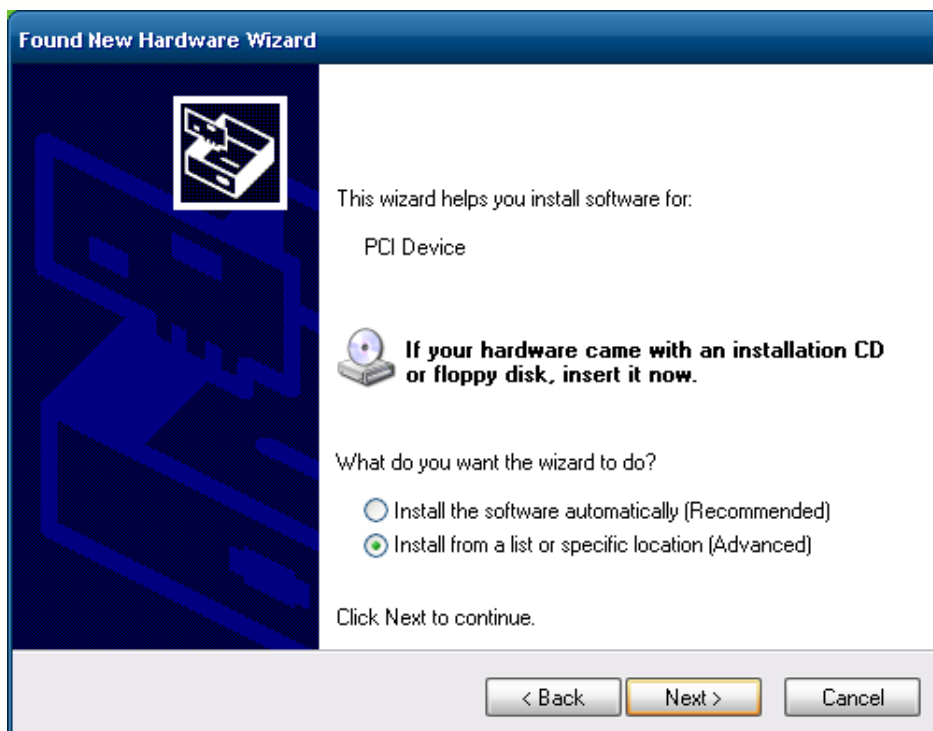 Found New Hardware Wizard
This wizard helps you install software for:
PCI Device
If your hardware came with an installation CD
or floppy disk, insert it now.
What do you want the wizard to do?
Install the software automatically (Recommended)
Install from a list or specific location (Advanced)
Click Next to continue.
< Back
Next >
Cancel